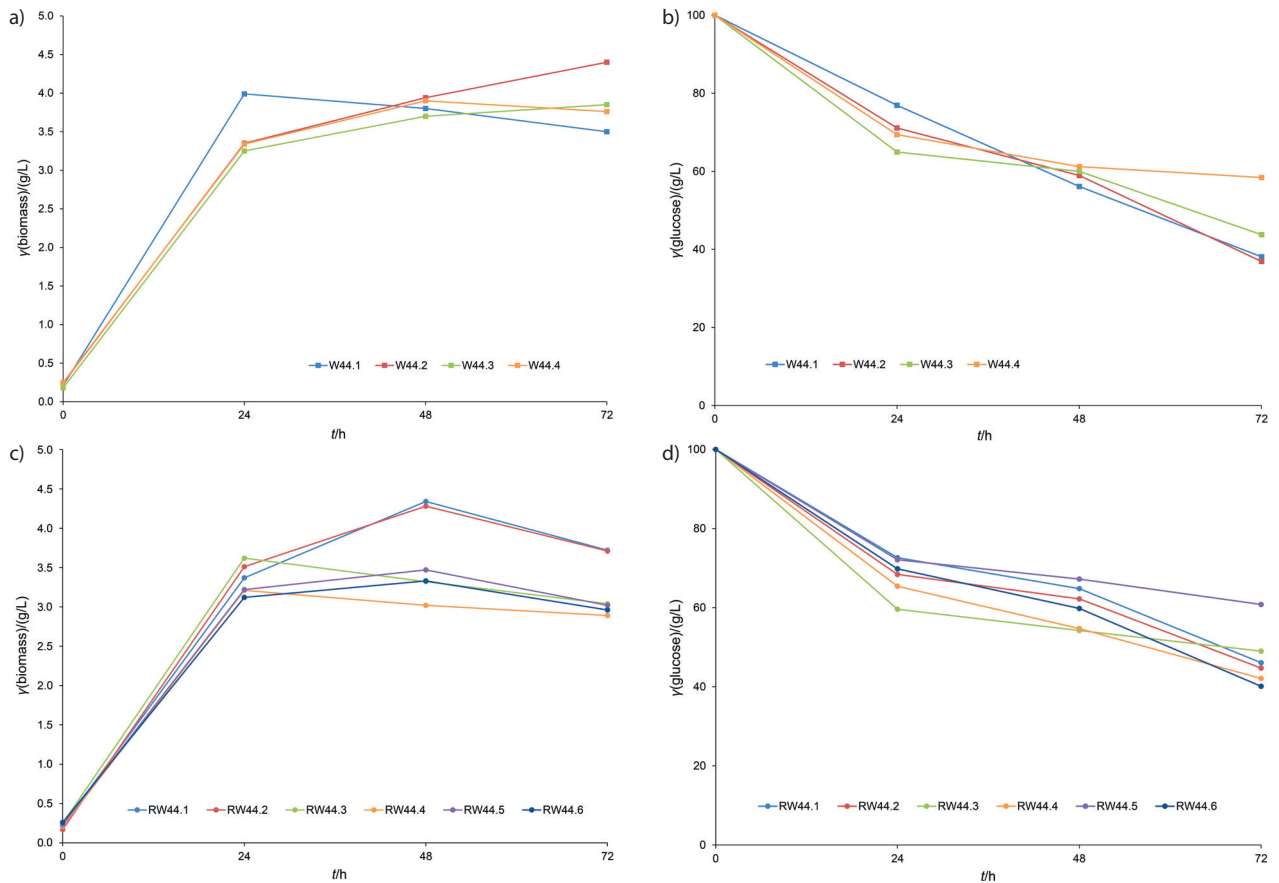 a)
γ(biomass)/(g/L)
5.0
4.5
4.0
3.5
3.0
2.5
2.0
1.5
1.0
0.5
0.0
0 24 48 72
t/h
W44.1 W44.2 W44.3 W44.4
b)
γ(glucose)/(g/L)
100
80
60
40
20
0
0 24 48 72
t/h
W44.1 W44.2 W44.3 W44.4
c)
γ(biomass)/(g/L)
5.0
4.5
4.0
3.5
3.0
2.5
2.0
1.5
1.0
0.5
0.0
0 24 48 72
t/h
RW44.1 RW44.2 RW44.3 RW44.4 RW44.5 RW44.6
d)
γ(glucose)/(g/L)
100
80
60
40
20
0
0 24 48 72
t/h
RW44.1 RW44.2 RW44.3 RW44.4 RW44.5 RW44.6